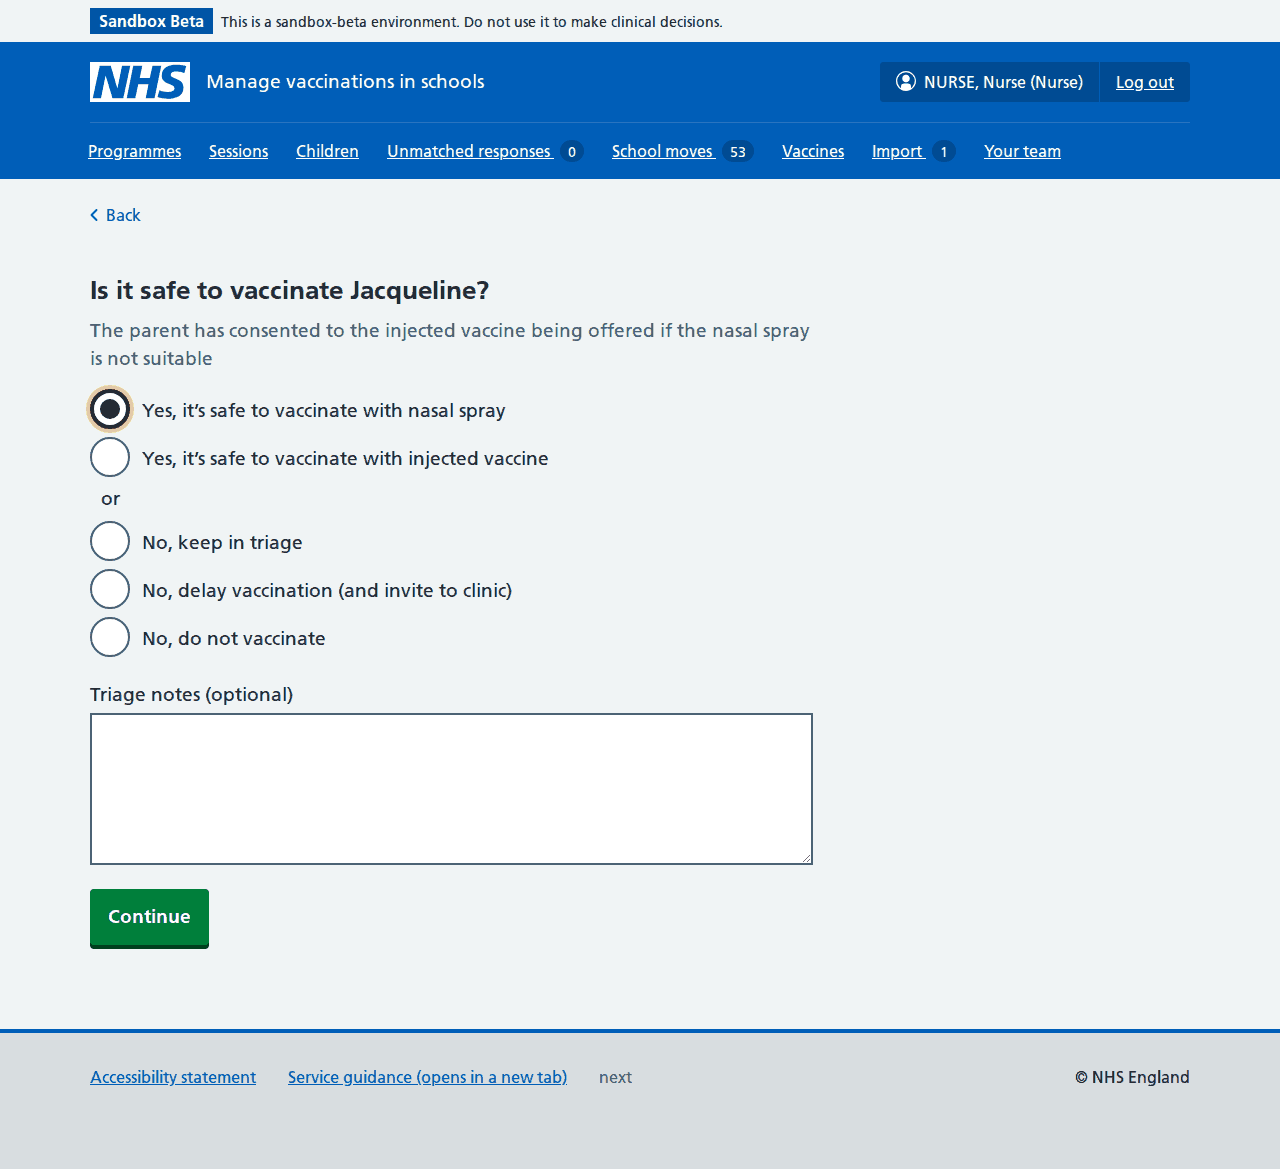 Sandbox Beta This is a sandbox-beta environment. Do not use it to make clinical decisions.
NHS Manage vaccinations in schools NURSE, Nurse (Nurse) Log out
Programmes Sessions Children Unmatched responses 0 School moves 53 Vaccines Import 1 Your team
Back
Is it safe to vaccinate Jacqueline?
The parent has consented to the injected vaccine being offered if the nasal spray
is not suitable
Yes, it’s safe to vaccinate with nasal spray
Yes, it’s safe to vaccinate with injected vaccine
or
No, keep in triage
No, delay vaccination (and invite to clinic)
No, do not vaccinate
Triage notes (optional)
Continue
Accessibility statement Service guidance (opens in a new tab) next © NHS England